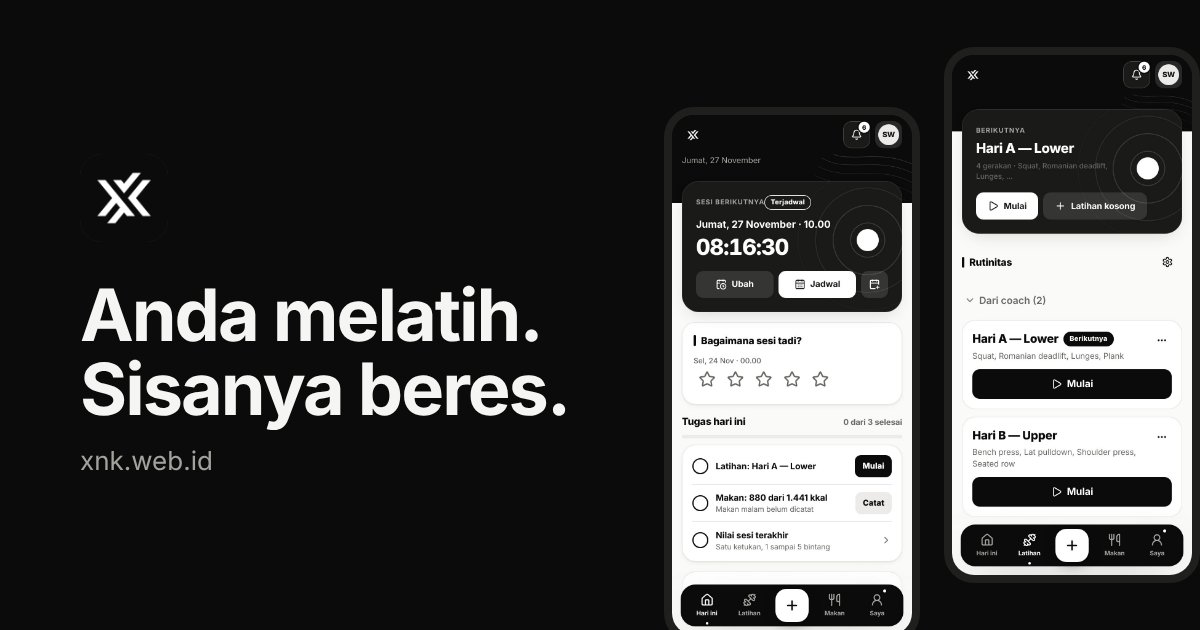 Anda melatih.
Sisanya beres.
xnk.web.id
6
SW
Jumat, 27 November
SESI BERIKUTNYA Terjadwal
Jumat, 27 November · 10.00
08:16:30
Ubah
Jadwal
Bagaimana sesi tadi?
Sel, 24 Nov · 00.00
Tugas hari ini
0 dari 3 selesai
Latihan: Hari A — Lower
Mulai
Makan: 880 dari 1.441 kkal
Makan malam belum dicatat
Catat
Nilai sesi terakhir
Satu ketukan, 1 sampai 5 bintang
Hari ini
Latihan
+
Makan
Saya
6
SW
BERIKUTNYA
Hari A — Lower
4 gerakan · Squat, Romanian deadlift,
Lunges, ...
Mulai
+ Latihan kosong
Rutinitas
Dari coach (2)
Hari A — Lower Berikutnya
...
Squat, Romanian deadlift, Lunges, Plank
Mulai
Hari B — Upper
...
Bench press, Lat pulldown, Shoulder press,
Seated row
Mulai
Hari ini
Latihan
+
Makan
Saya